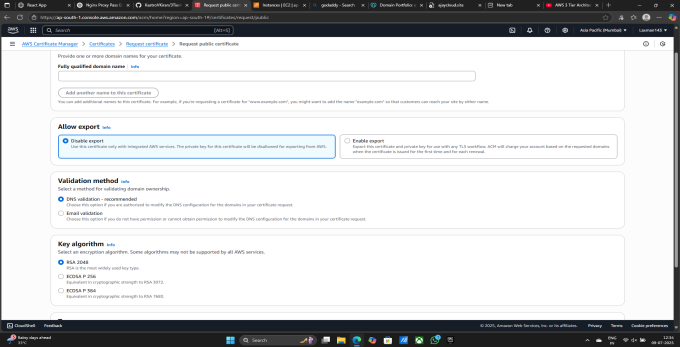 React App
Nginx Proxy Pass
Request public cert
Instances | EC2 | ap
godaddy - Search
Domain Portfolio
ajaycloud.site
New tab
AWS 3 Tier Archite
https://ap-south-1.console.aws.amazon.com/acm/home?region=ap-south-1#/certificates/request/public
aws
Search
[Alt+S]
Asia Pacific (Mumbai)
Laxman145
AWS Certificate Manager
Certificates
Request certificate
Request public certificate
Provide one or more domain names for your certificate.
Fully qualified domain name
Info
Add another name to this certificate
You can add additional names to this certificate. For example, if you're requesting a certificate for "www.example.com", you might want to add the name "example.com" so that customers can reach your site by either name.
Allow export Info
Disable export
Use this certificate only with integrated AWS services. The private key for this certificate will be disallowed for exporting from AWS.
Enable export
Export this certificate and private key for use with any TLS workflow. ACM will charge your account based on the requested domains
when the certificate is issued for the first time and for each renewal.
Validation method Info
Select a method for validating domain ownership.
DNS validation - recommended
Choose this option if you are authorized to modify the DNS configuration for the domains in your certificate request.
Email validation
Choose this option if you do not have permission or cannot obtain permission to modify the DNS configuration for the domains in your certificate request.
Key algorithm Info
Select an encryption algorithm. Some algorithms may not be supported by all AWS services.
RSA 2048
RSA is the most widely used key type.
ECDSA P 256
Equivalent in cryptographic strength to RSA 3072.
ECDSA P 384
Equivalent in cryptographic strength to RSA 7680.
CloudShell
Feedback
© 2025, Amazon Web Services, Inc. or its affiliates.
Privacy
Terms
Cookie preferences
Rainy days ahead
33°C
Search
ENG
IN
12:34
09-07-2025